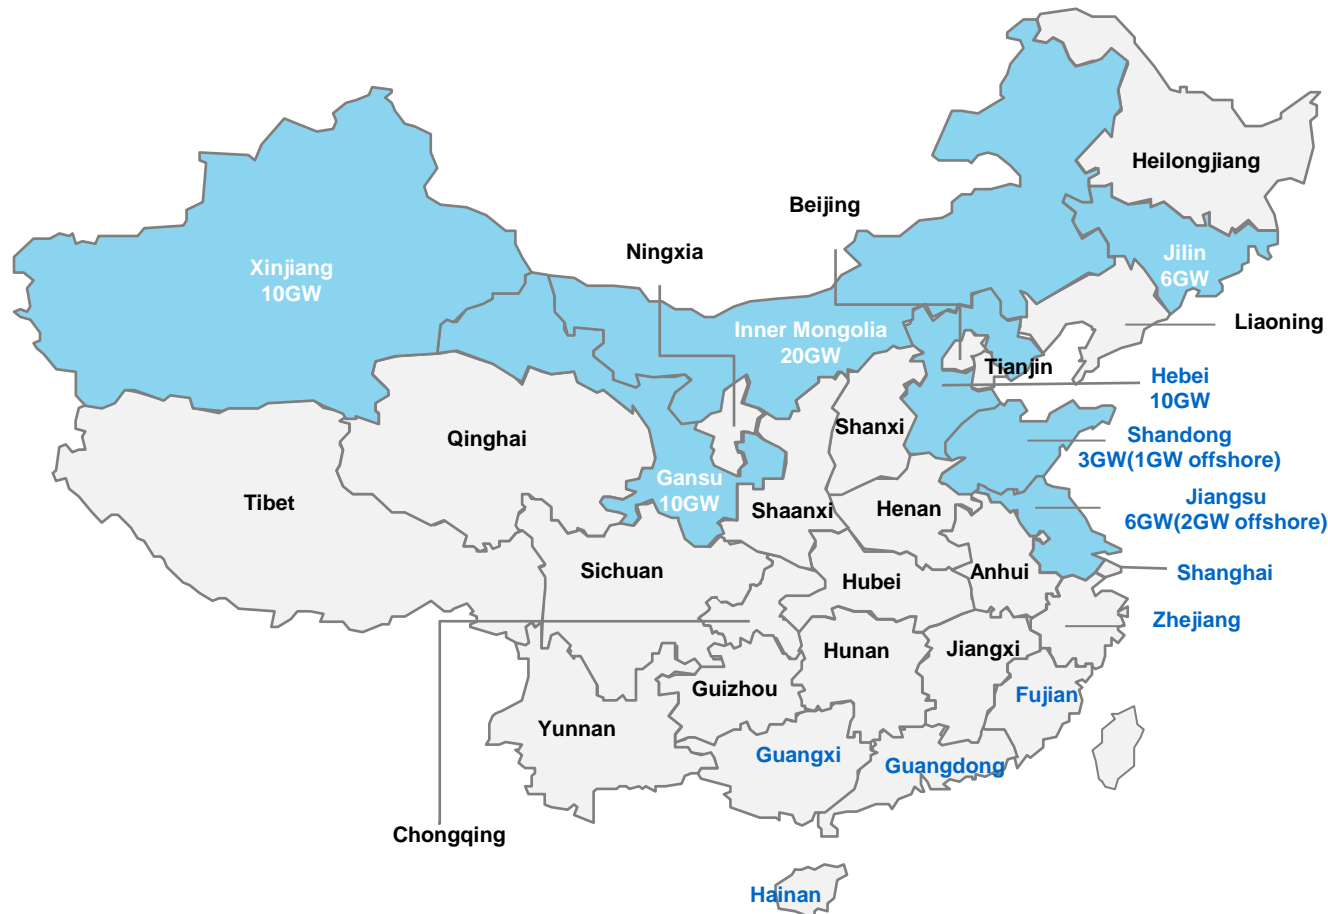 Heilongjiang
Beijing
Ningxia
Jilin
6GW
Xinjiang
10GW
Inner Mongolia
20GW
Liaoning
Tianjin
Hebei
10GW
Shanxi
Qinghai
Shandong
3GW(1GW offshore)
Gansu
10GW
Tibet
Shaanxi
Henan
Jiangsu
6GW(2GW offshore)
Sichuan
Hubei
Anhui
Shanghai
Zhejiang
Hunan
Jiangxi
Guizhou
Fujian
Yunnan
Guangxi
Guangdong
Chongqing
Hainan